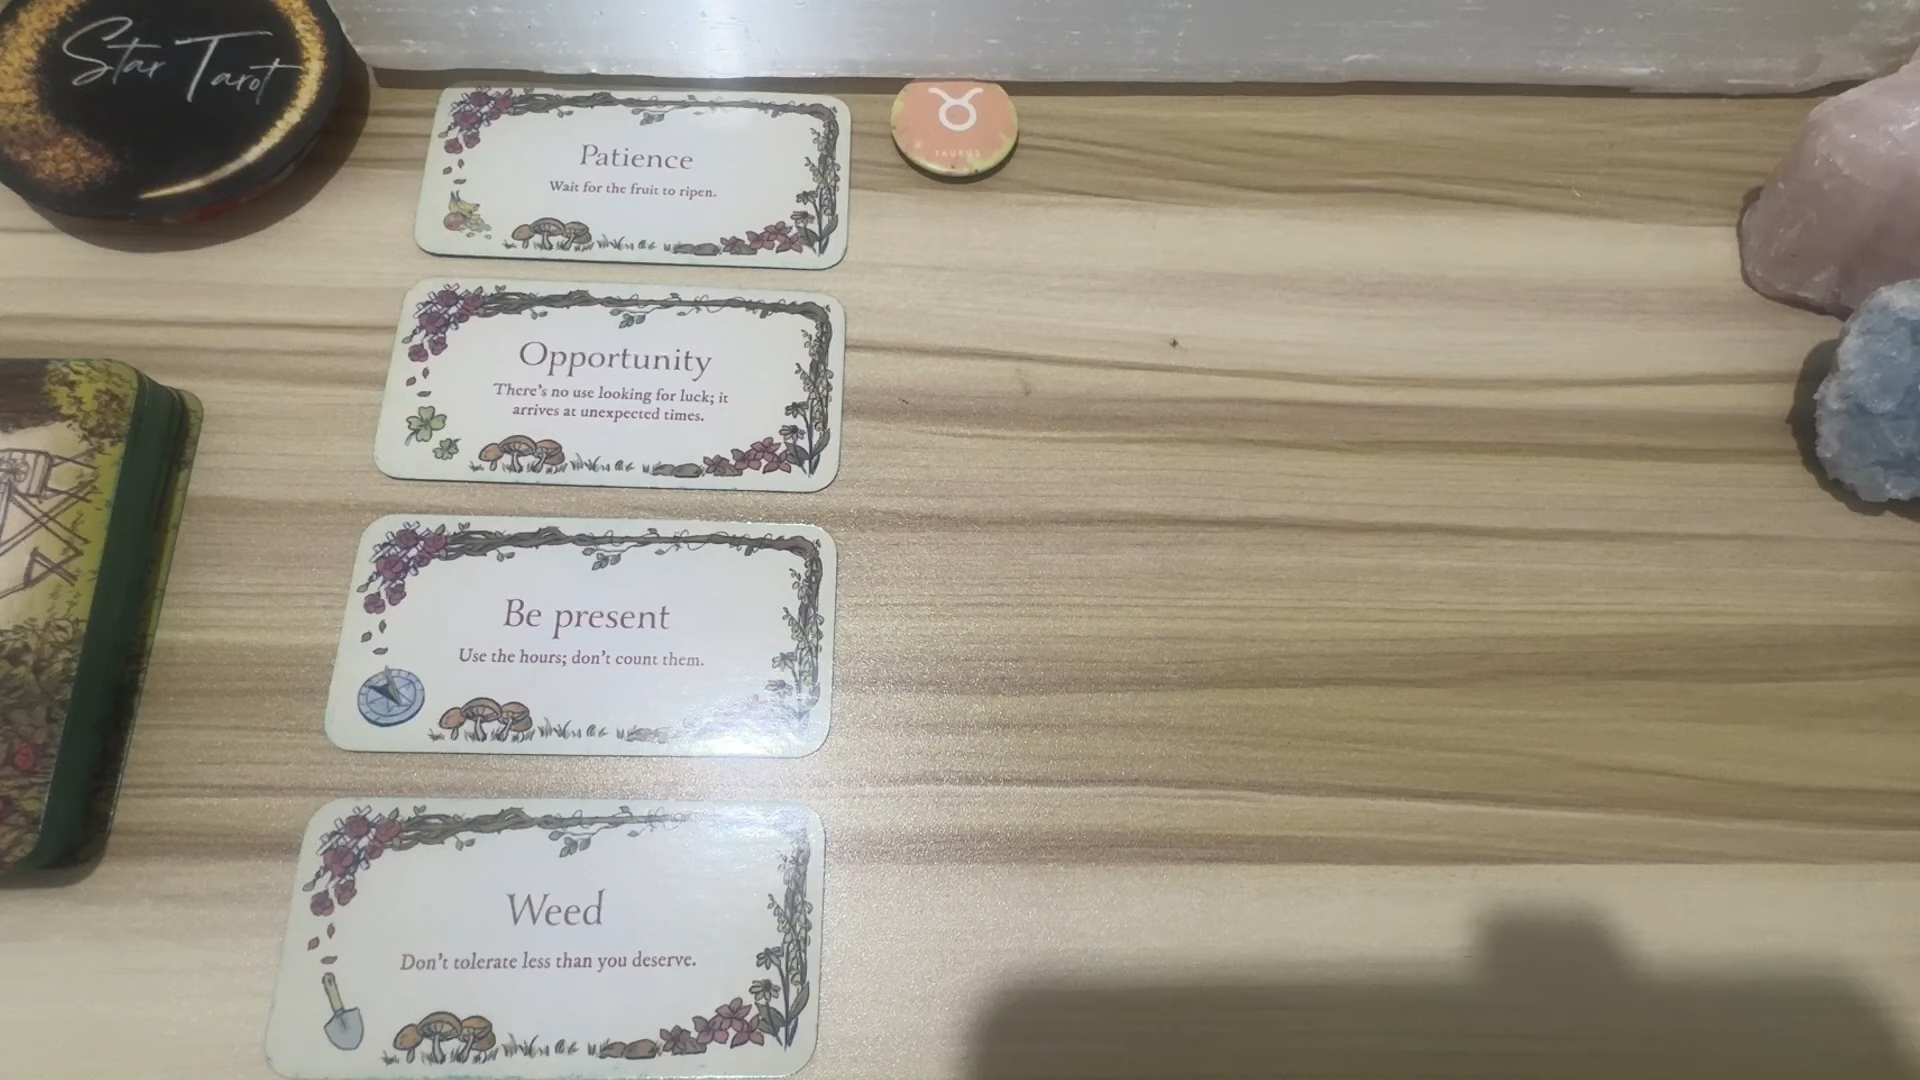 Star Tarot
Patience
Wait for the fruit to ripen.
TAURUS
Opportunity
There's no use looking for luck; it
arrives at unexpected times.
Be present
Use the hours; don't count them.
Weed
Don't tolerate less than you deserve.